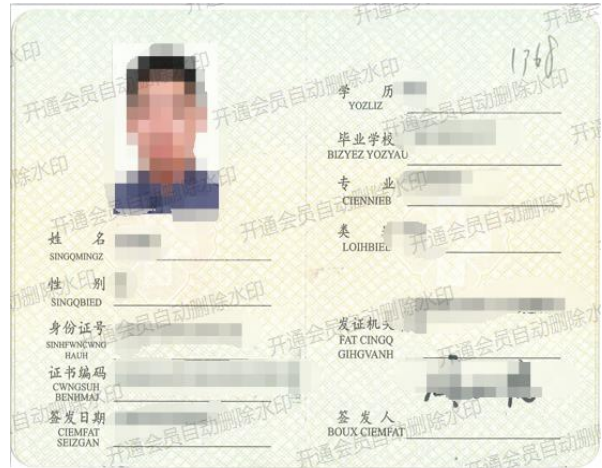 1368
学 历
YOZLIZ
毕业学校
BIZYEZ YOZYAU
专 业
CIENNIEB
类
LOIHBIEL
姓 名
SINGQMINGZ
性 别
SINGQBIED
身份证号
SINHFWNCWNG
HAUH
证书编码
CWNGSUH
BENHMAJ
签发日期
CIEMFAT
SEIZGAN
发证机关
FAT CINGQ
GIHGVANH
签 发 人
BOUX CIEMFAT
开通会员自动删除水印